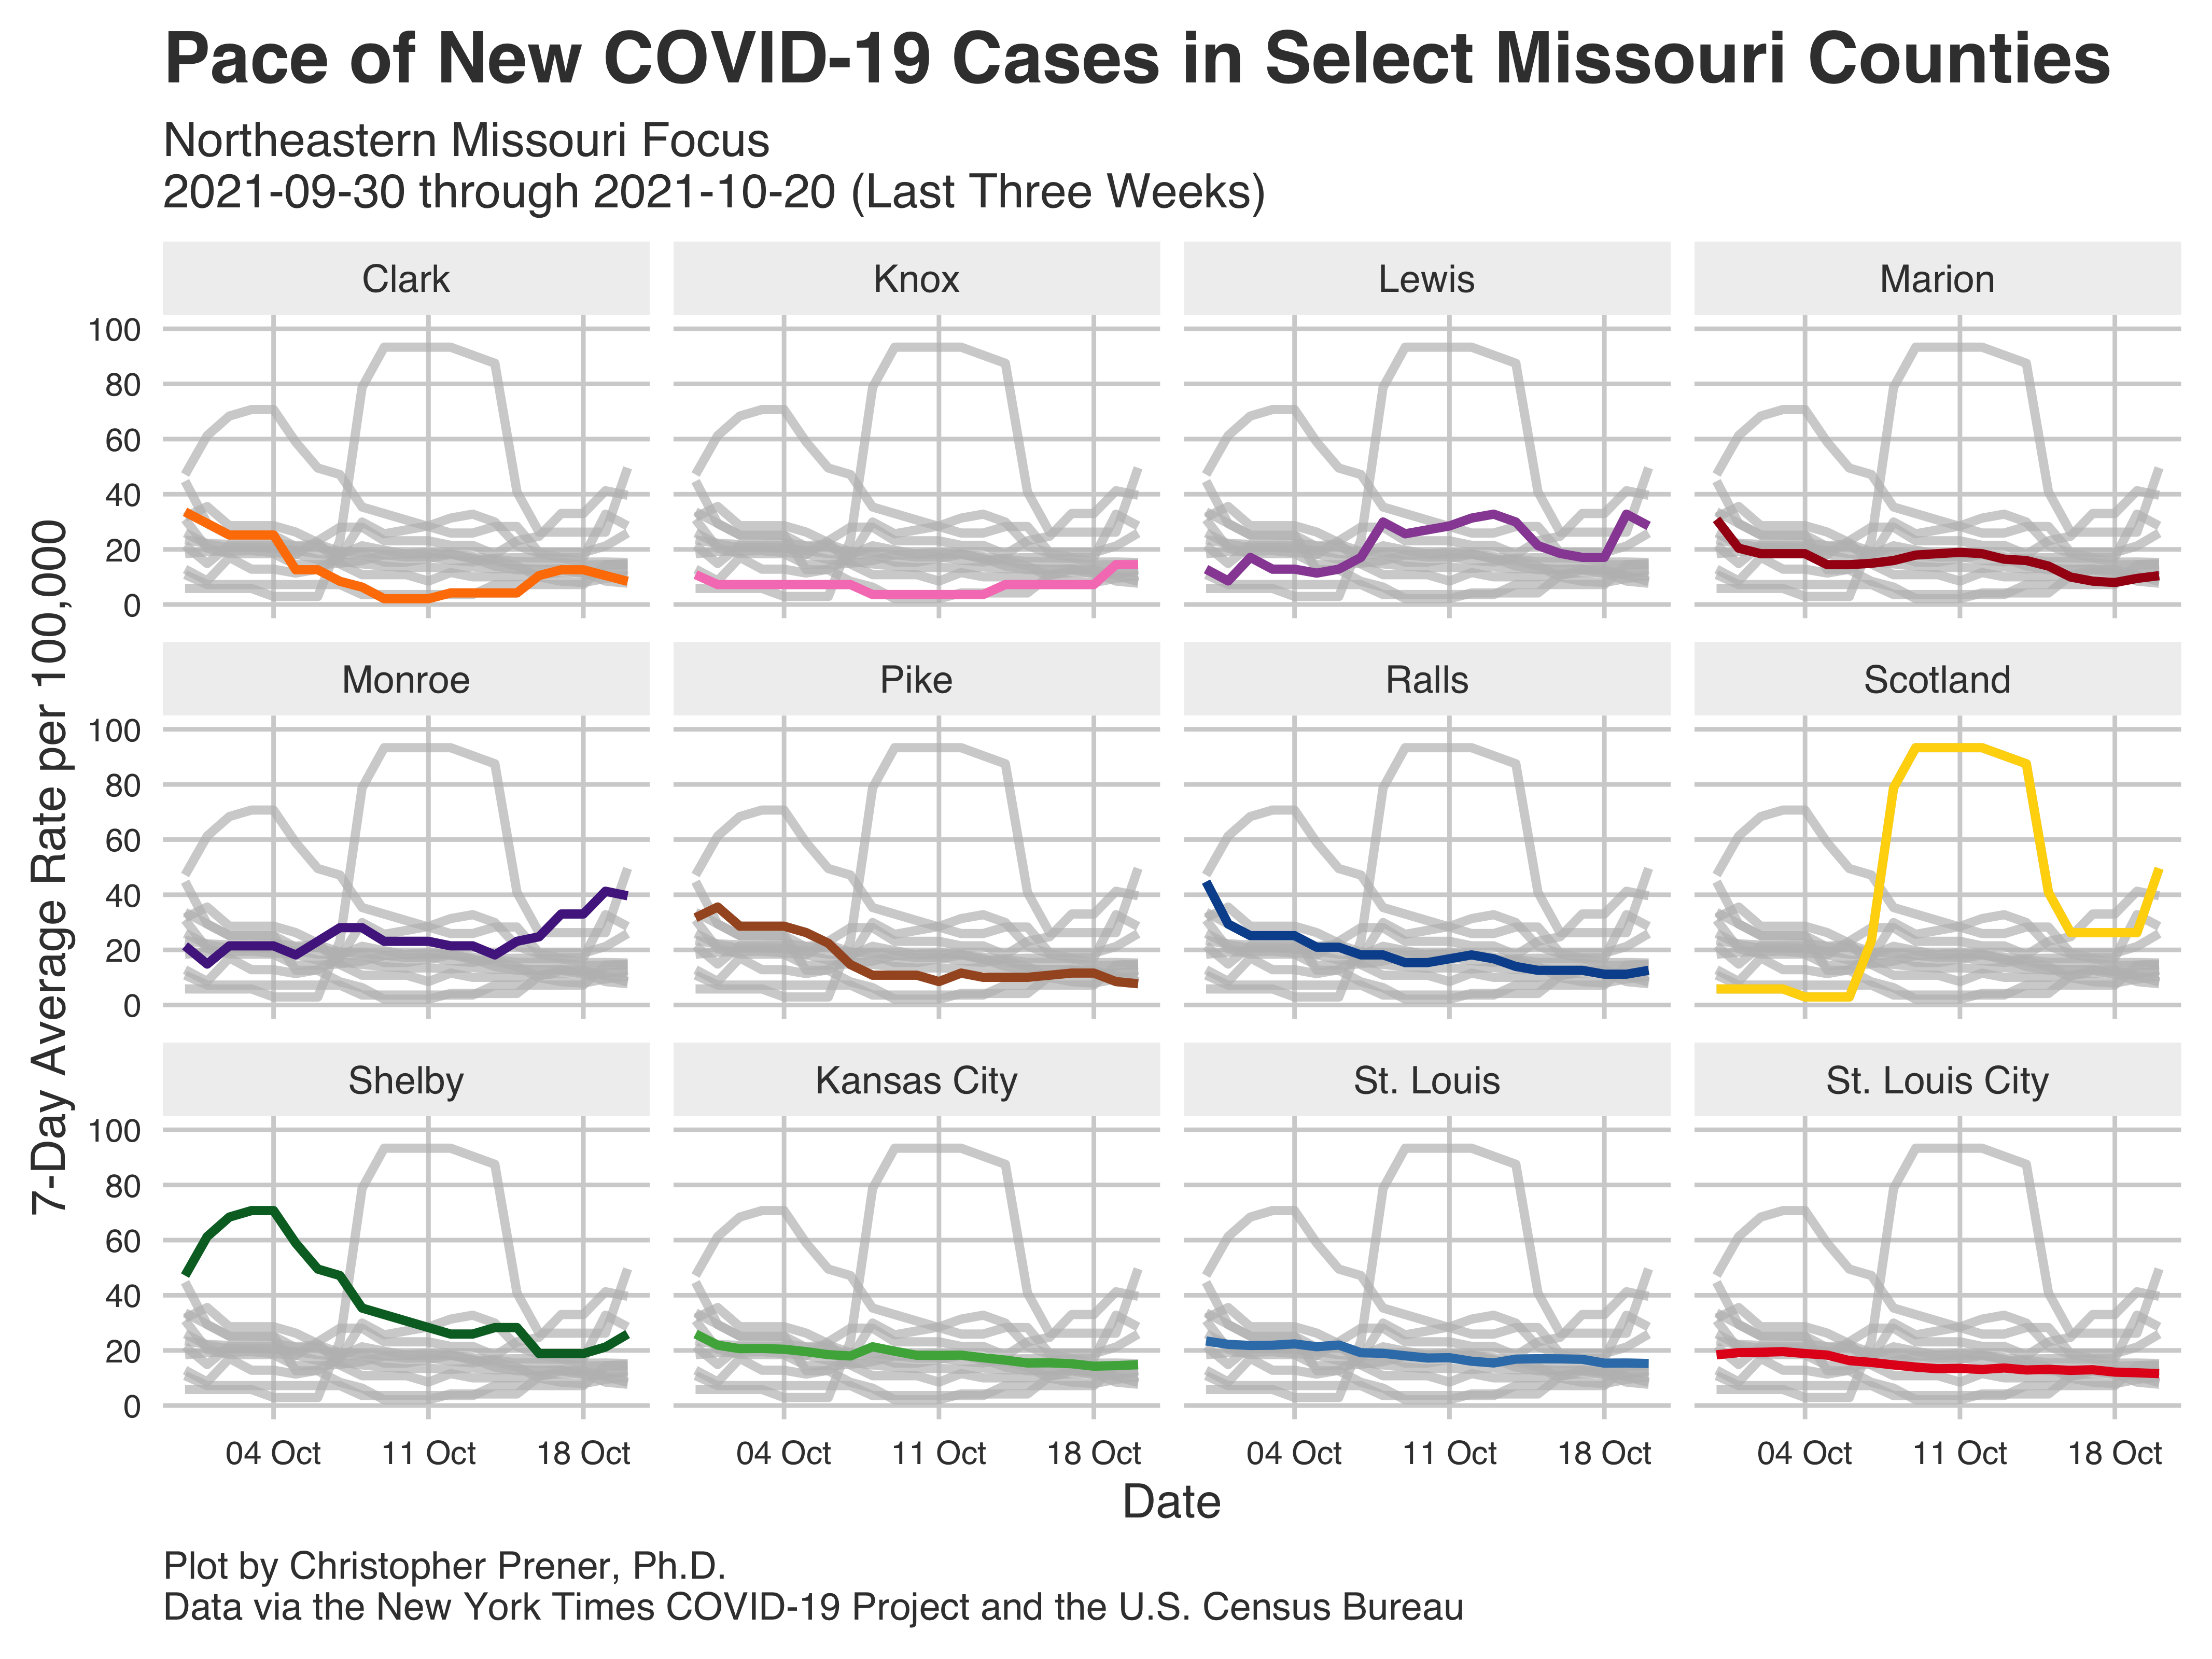 Pace of New COVID-19 Cases in Select Missouri Counties
Northeastern Missouri Focus
2021-09-30 through 2021-10-20 (Last Three Weeks)
7-Day Average Rate per 100,000
Clark
Knox
Lewis
Marion
100
80
60
40
20
0
Monroe
Pike
Ralls
Scotland
100
80
60
40
20
0
Shelby
Kansas City
St. Louis
St. Louis City
100
80
60
40
20
0
04 Oct 11 Oct 18 Oct
04 Oct 11 Oct 18 Oct
04 Oct 11 Oct 18 Oct
04 Oct 11 Oct 18 Oct
Date
Plot by Christopher Prener, Ph.D.
Data via the New York Times COVID-19 Project and the U.S. Census Bureau